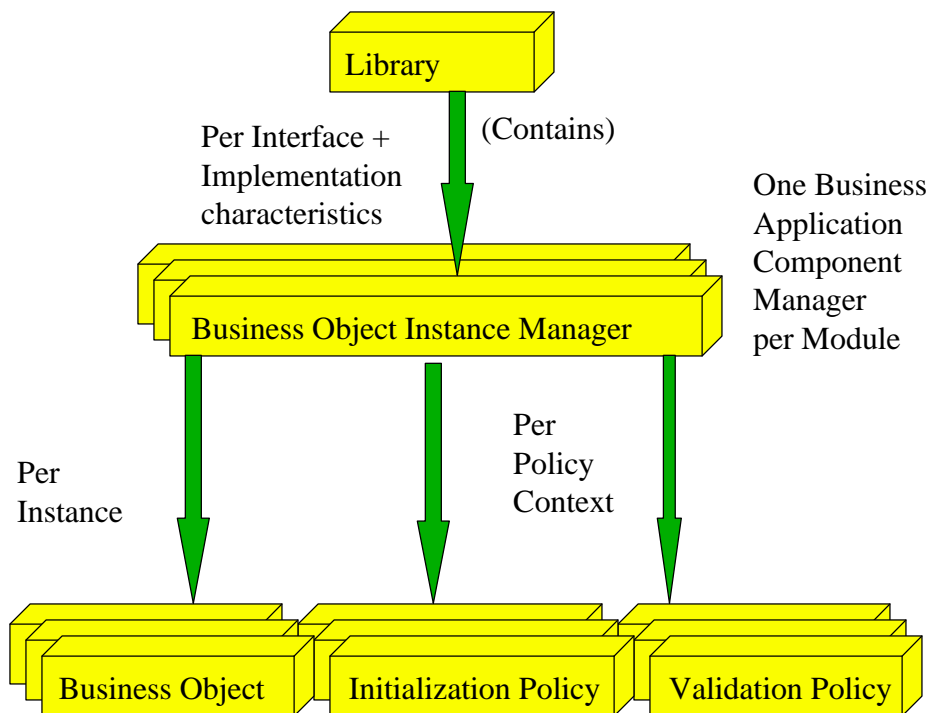 Library
(Contains)
Per Interface +
Implementation
characteristics
One Business
Application
Component
Manager
per Module
Business Object Instance Manager
Per
Instance
Per
Policy
Context
Business Object
Initialization Policy
Validation Policy